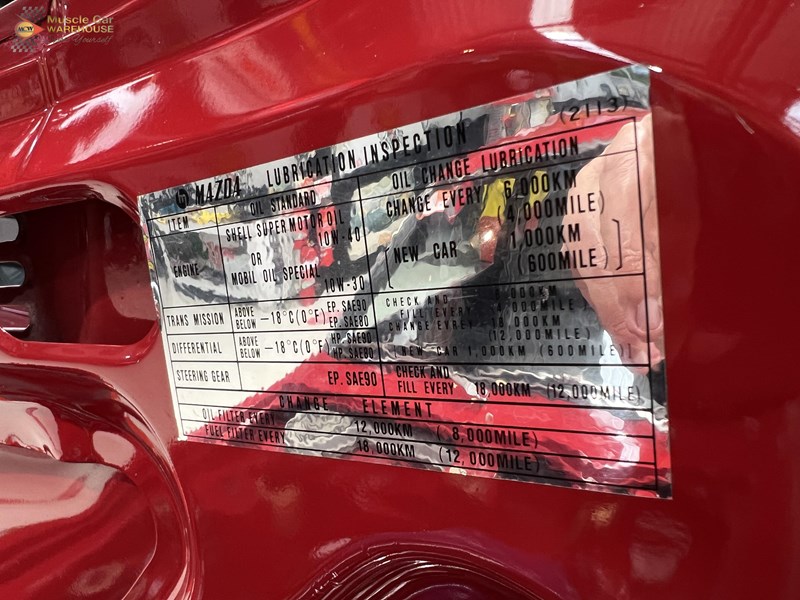 Muscle Car
WAREHOUSE
MCW
(2113)
MAZDA LUBRICATION INSPECTION
ITEM OIL STANDARD OIL CHANGE LUBRICATION
ENGINE SHELL SUPER MOTOR OIL 10W-40 OR MOBIL OIL SPECIAL 10W-30
CHANGE EVERY 6,000KM (4,000MILE)
[NEW CAR 1,000KM (600MILE)]
TRANS MISSION ABOVE BELOW -18°C(0°F) EP. SAE90 EP. SAE80
DIFFERENTIAL ABOVE BELOW -18°C(0°F) HP. SAE90 HP. SAE80
CHECK AND
FILL EVERY
CHANGE EVREY 18,000KM
(12,000MILE)
[NEW CAR 1,000KM (600MILE)]
STEERING GEAR EP. SAE90 CHECK AND FILL EVERY 18,000KM (12,000MILE)
CHANGE ELEMENT
OIL FILTER EVERY 12,000KM (8,000MILE)
FUEL FILTER EVERY 18,000KM (12,000MILE)